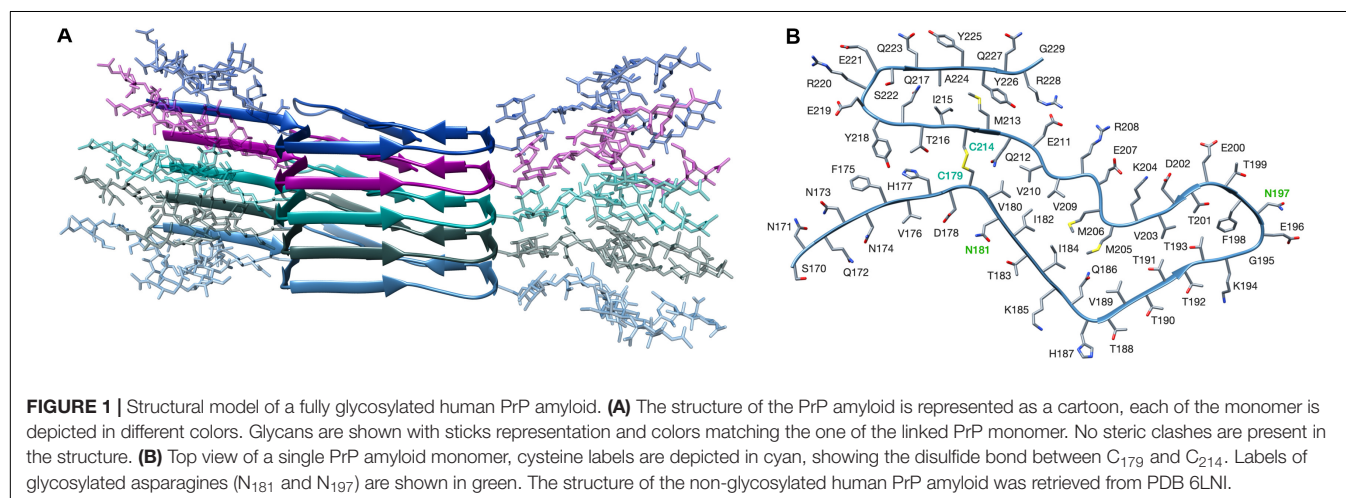 A
B
Y225
Q223
Q227
G229
E221
R220
Q217
A224
Y226
R228
S222
I215
E219
M213
R208
Y218
T216
E211
C214
Q212
E207
E200
F175
C179
K204
D202
T199
H177
V210
N197
N173
V180
V209
T201
I182
M206
E196
N171
V176
D178
V203
F198
N174
N181
I184
M205
T193
S170
Q172
T183
Q186
T191
G195
K185
V189
T192
K194
T190
H187
T188
FIGURE 1 | Structural model of a fully glycosylated human PrP amyloid. (A) The structure of the PrP amyloid is represented as a cartoon, each of the monomer is
depicted in different colors. Glycans are shown with sticks representation and colors matching the one of the linked PrP monomer. No steric clashes are present in
the structure. (B) Top view of a single PrP amyloid monomer, cysteine labels are depicted in cyan, showing the disulfide bond between C179 and C214. Labels of
glycosylated asparagines (N181 and N197) are shown in green. The structure of the non-glycosylated human PrP amyloid was retrieved from PDB 6LNI.